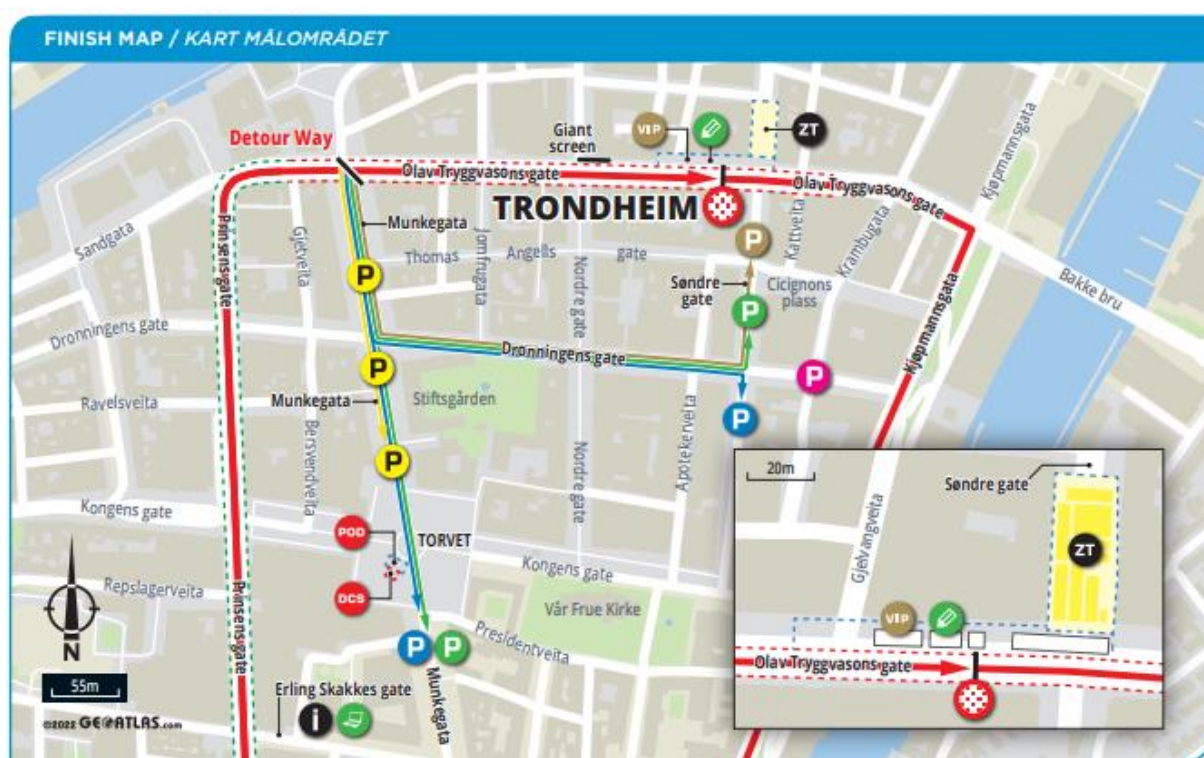 FINISH MAP / KART MÅLOMRÅDET
Detour Way
Giant
screen
VIP
ZT
Kjøpmannsgata
Olav Tryggvasons gate
Olav Tryggvasons gate
TRONDHEIM
Sandgata
Prinsensgate
Gjetveita
Munkegata
Jomfrugata
Thomas
Angells
gate
Nordre gate
Kattveita
Krambugata
P
P
Søndre
gate
Cicignons
plass
Bakke bru
P
Kjøpmannsgata
Dronningens gate
Dronningens gate
P
P
P
Ravelsveita
Munkegata
Stiftsgården
Bersvendveita
Nordre gate
Apotekerveita
P
P
20m
Søndre gate
Kongens gate
POD
TORVET
Kongens gate
Gjelvangveita
ZT
Repslagerveita
DCS
Prinsensgate
Vår Frue Kirke
VIP
N
P
P
Presidentveita
Olav Tryggvasons gate
55m
Erling Skakkes gate
Munkegata
i
©2022 GEOATLAS.com